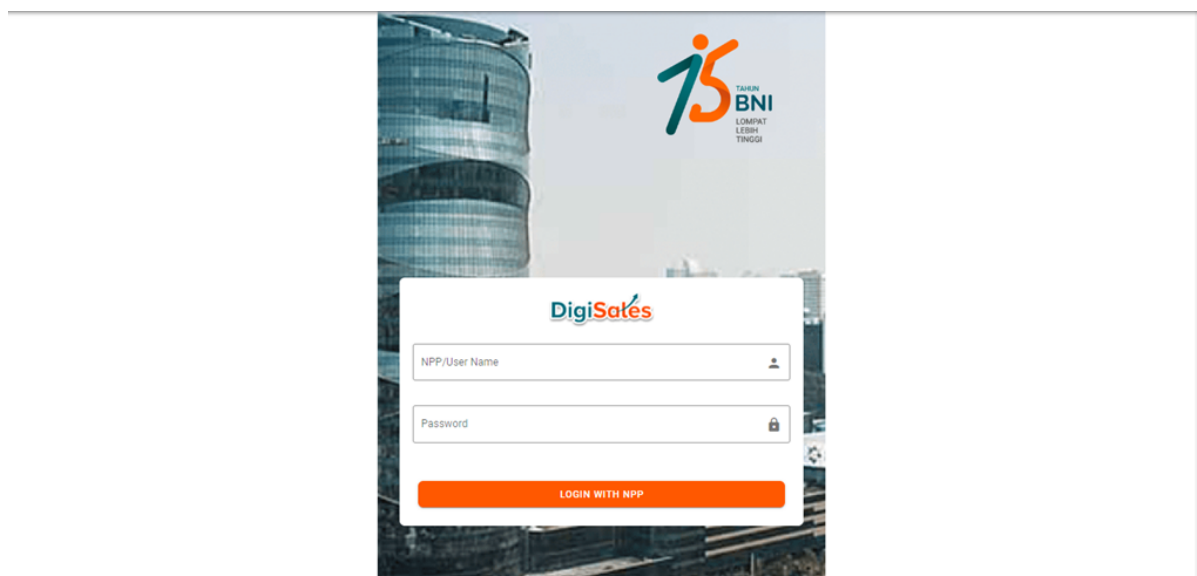 75
TAHUN
BNI
LOMPAT
LEBIH
TINGGI
DigiSales
NPP/User Name
Password
LOGIN WITH NPP